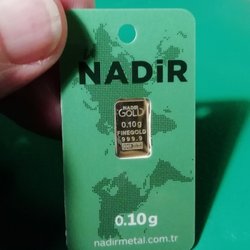 NADiR
NADIR
GOLD
0.10g
FINEGOLD
999.9
0.10g
nadirmetal.com.tr